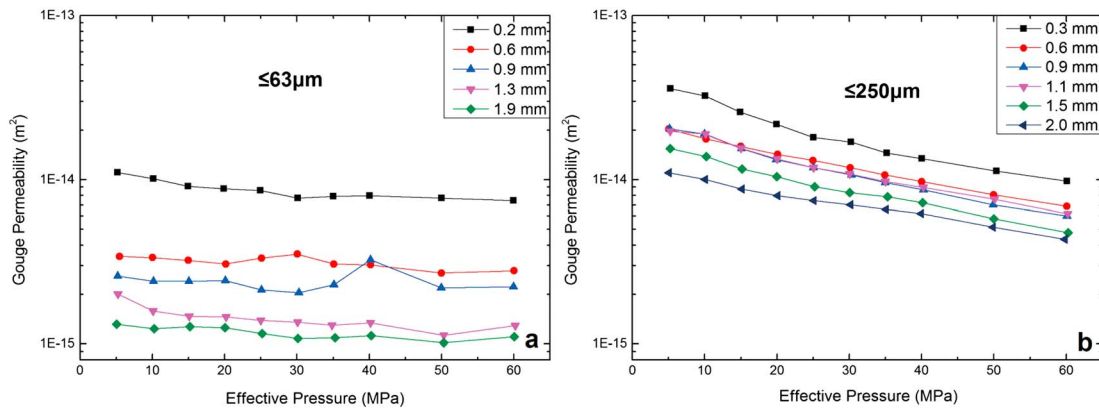 1E-13
1E-14
1E-15
Gouge Permeability (m²)
0 10 20 30 40 50 60
Effective Pressure (MPa)
≤63μm
0.2 mm
0.6 mm
0.9 mm
1.3 mm
1.9 mm
a
1E-13
1E-14
1E-15
Gouge Permeability (m²)
0 10 20 30 40 50 60
Effective Pressure (MPa)
≤250μm
0.3 mm
0.6 mm
0.9 mm
1.1 mm
1.5 mm
2.0 mm
b